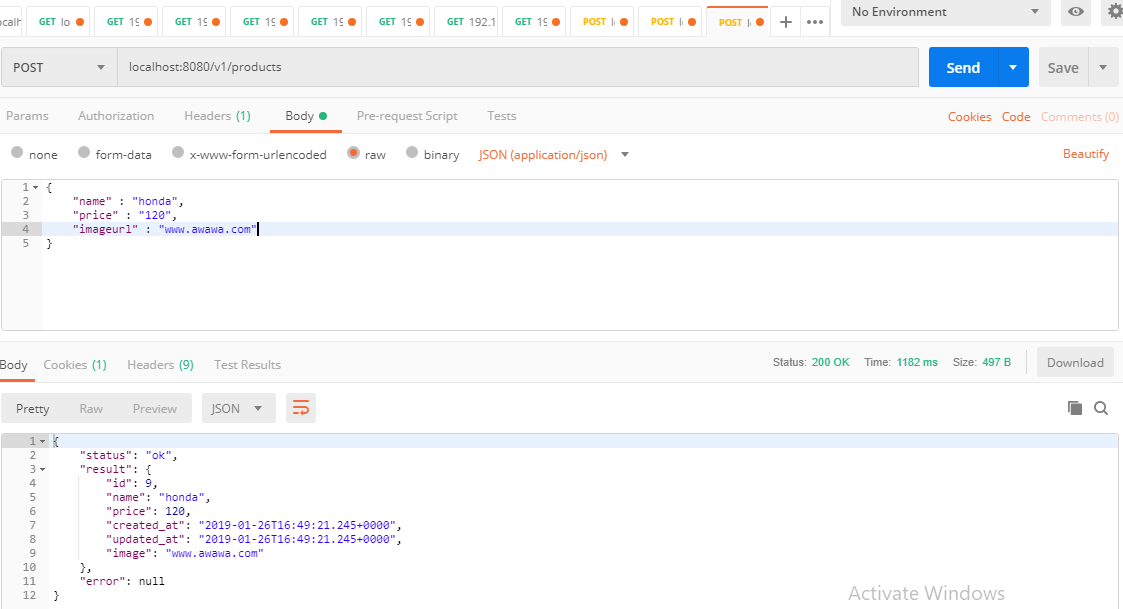 ocalh GET lo GET 19 GET 19 GET 19 GET 19 GET 19 GET 192.1 GET 19 POST l POST l POST l + ••• No Environment
POST localhost:8080/v1/products Send Save
Params Authorization Headers (1) Body Pre-request Script Tests Cookies Code Comments (0)
none form-data x-www-form-urlencoded raw binary JSON (application/json) Beautify
1 {
2 "name" : "honda",
3 "price" : "120",
4 "imageurl" : "www.awawa.com"
5 }
Body Cookies (1) Headers (9) Test Results Status: 200 OK Time: 1182 ms Size: 497 B Download
Pretty Raw Preview JSON
1 {
2 "status": "ok",
3 "result": {
4 "id": 9,
5 "name": "honda",
6 "price": 120,
7 "created_at": "2019-01-26T16:49:21.245+0000",
8 "updated_at": "2019-01-26T16:49:21.245+0000",
9 "image": "www.awawa.com"
10 },
11 "error": null
12 }
Activate Windows